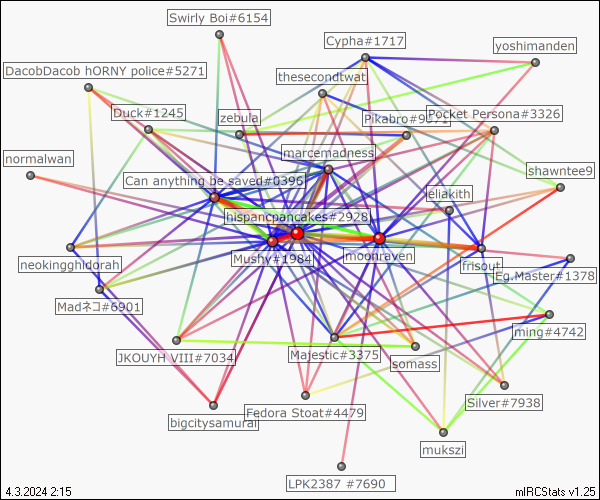 Swirly Boi#6154
Cypha#1717
yoshimanden
DacobDacob hORNY police#5271
thesecondtwat
Duck#1245
zebula
Pocket Persona#3326
normalwan
marcemadness
shawntee9
Can anything be saved#0396
eliakith
hispancpancakes#2928
neokingghidorah
Mushy#1984
moonraven
frisout
Eg.Master#1378
Madネコ#6901
ming#4742
JKOUYH VIII#7034
Majestic#3375
somass
bigcitysamurai
Fedora Stoat#4479
Silver#7938
mukszi
LPK2387 #7690
4.3.2024 2:15
mIRCStats v1.25